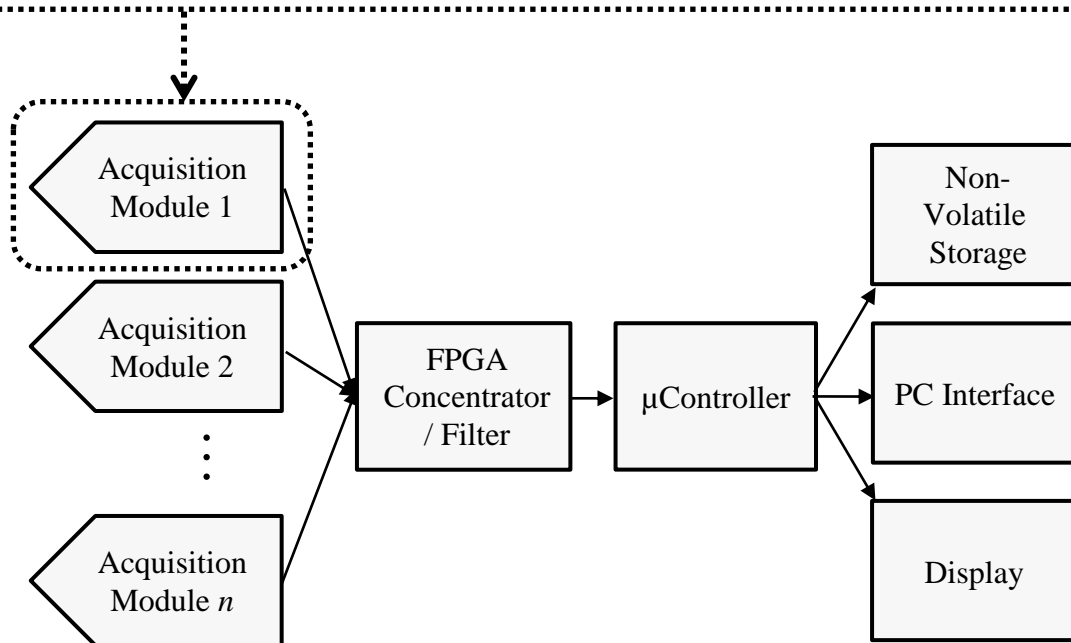 Acquisition
Module 1
Acquisition
Module 2
Acquisition
Module n
FPGA
Concentrator
/ Filter
μController
Non-
Volatile
Storage
PC Interface
Display